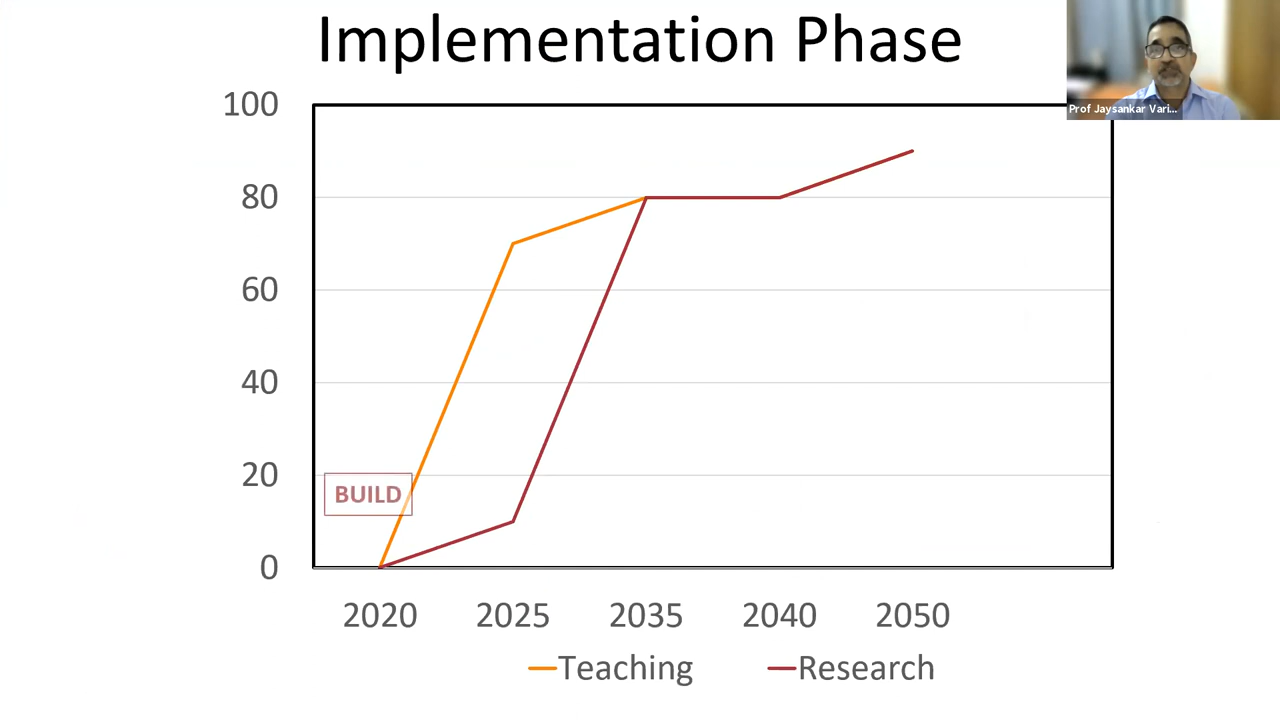 Implementation Phase
Prof Jaysankar Vari...
100
80
60
40
20
0
BUILD
2020 2025 2035 2040 2050
Teaching Research